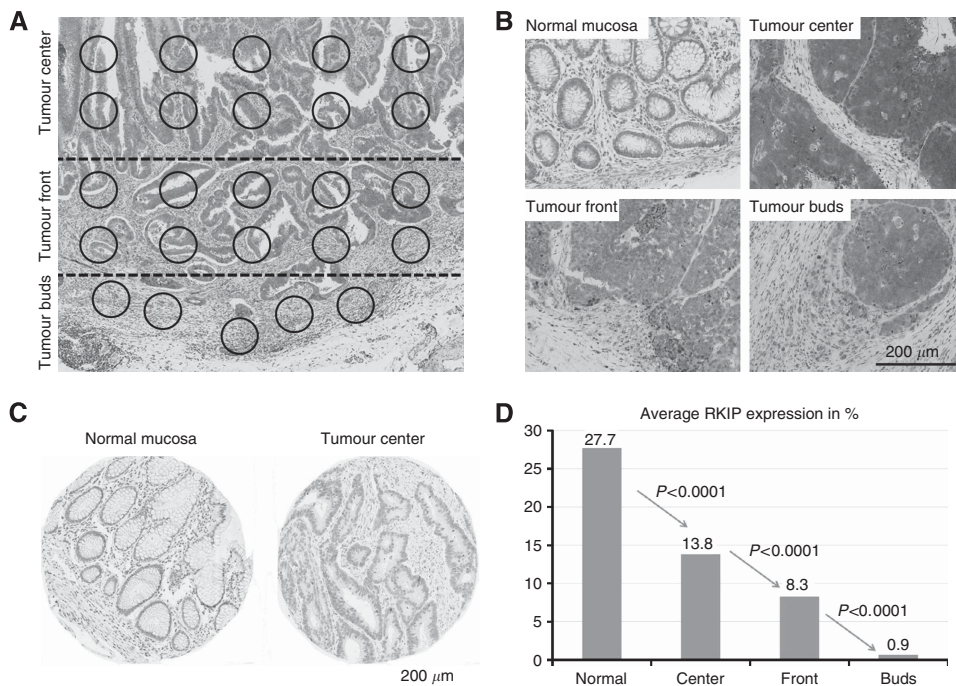 A
Tumour center
Tumour front
Tumour buds
B
Normal mucosa
Tumour center
Tumour front
Tumour buds
200 μm
C
Normal mucosa
Tumour center
200 μm
D
Average RKIP expression in %
30
25
20
15
10
5
0
27.7
P<0.0001
13.8
P<0.0001
8.3
P<0.0001
0.9
Normal
Center
Front
Buds